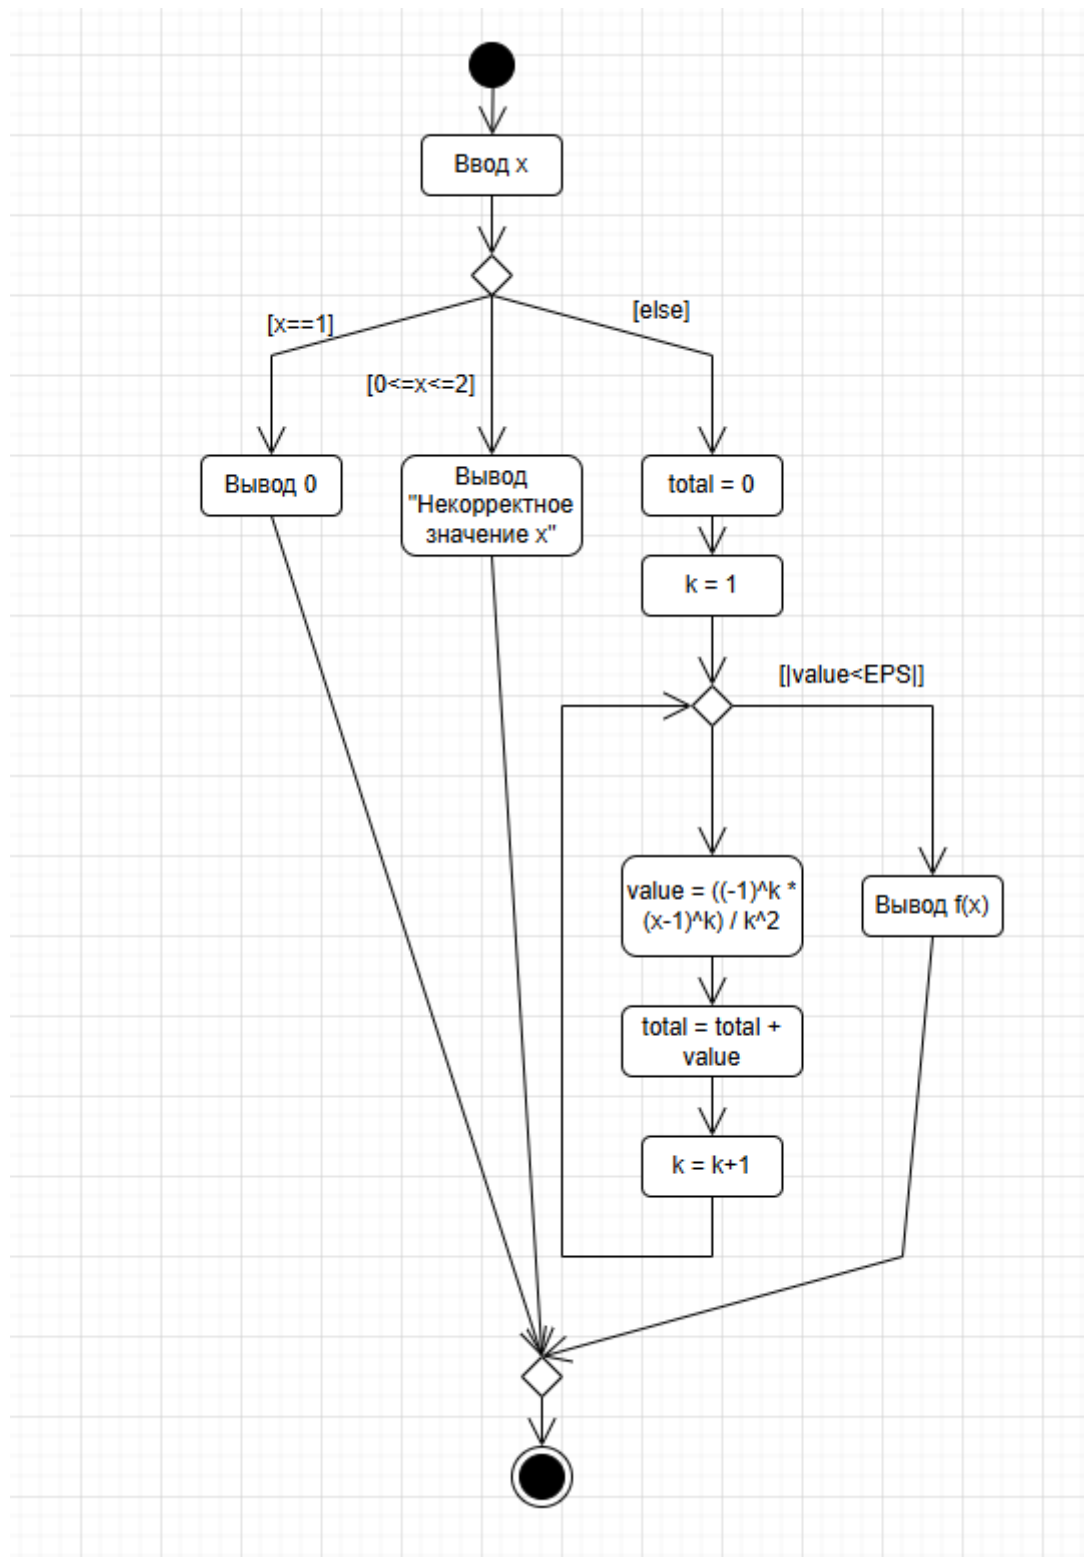 Ввод x
[x==1]
[else]
[0<=x<=2]
Вывод 0
Вывод
"Некорректное
значение x"
total = 0
k = 1
[|value<EPS|]
value = ((-1)^k *
(x-1)^k) / k^2
Вывод f(x)
total = total +
value
k = k+1